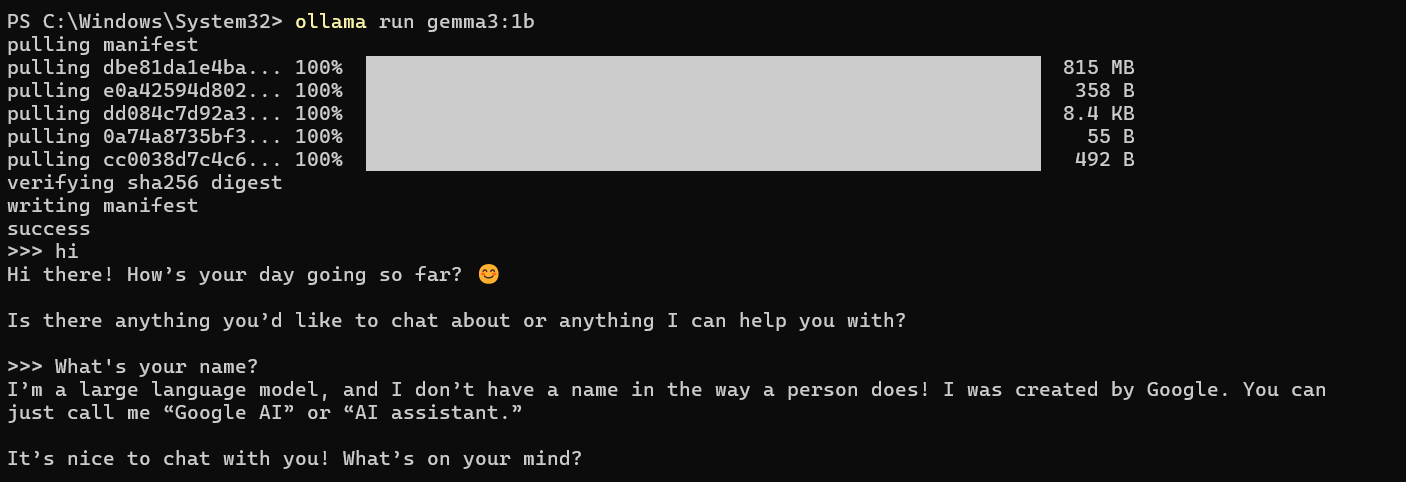 PS C:\Windows\System32> ollama run gemma3:1b
pulling manifest
pulling dbe81da1e4ba... 100% 815 MB
pulling e0a42594d802... 100% 358 B
pulling dd084c7d92a3... 100% 8.4 KB
pulling 0a74a8735bf3... 100% 55 B
pulling cc0038d7c4c6... 100% 492 B
verifying sha256 digest
writing manifest
success
>>> hi
Hi there! How’s your day going so far? 😊
Is there anything you’d like to chat about or anything I can help you with?
>>> What's your name?
I’m a large language model, and I don’t have a name in the way a person does! I was created by Google. You can
just call me “Google AI” or “AI assistant.”
It’s nice to chat with you! What’s on your mind?